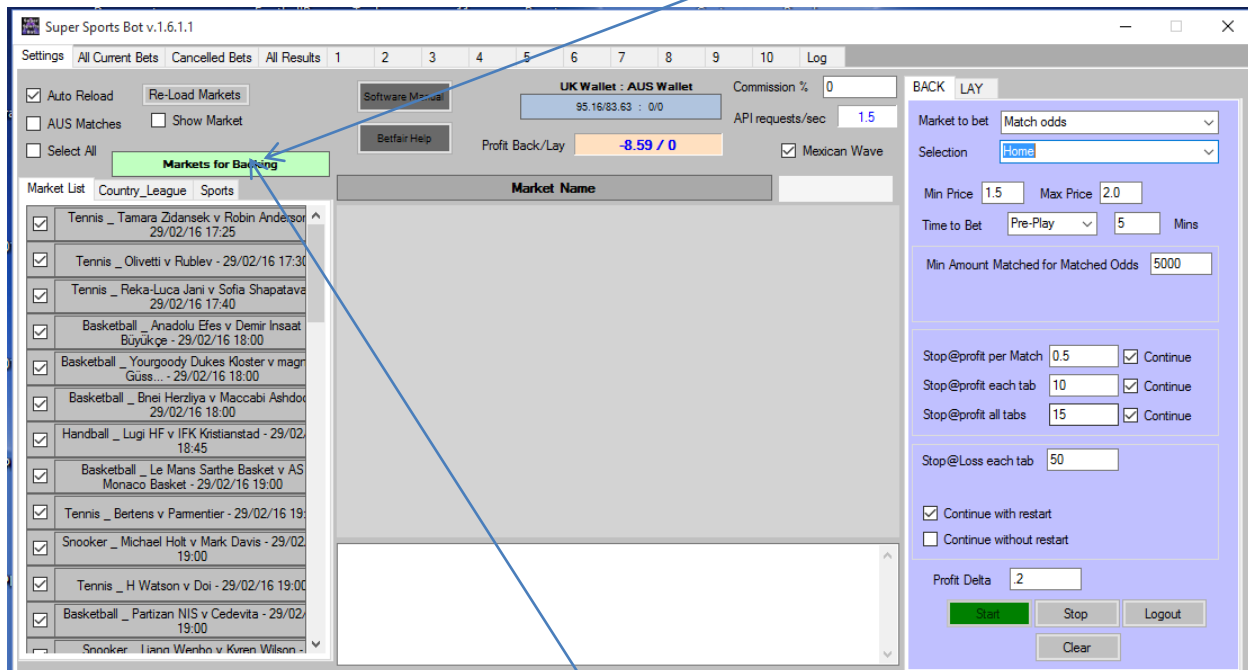 Super Sports Bot v.1.6.1.1
Settings All Current Bets Cancelled Bets All Results 1 2 3 4 5 6 7 8 9 10 Log
Auto Reload Re-Load Markets
AUS Matches Show Market
Select All
Markets for Backing
Software Manual
Betfair Help
UK Wallet : AUS Wallet
95.16/83.63 : 0/0
Profit Back/Lay -8.59 / 0
Commission % 0
API requests/sec 1.5
Mexican Wave
Market List Country_League Sports
Market Name
Tennis _ Tamara Zidansek v Robin Anderson
29/02/16 17:25
Tennis _ Olivetti v Rublev - 29/02/16 17:30
Tennis _ Reka-Luca Jani v Sofia Shapatava
29/02/16 17:40
Basketball _ Anadolu Efes v Demir Insaat
Büyükçe - 29/02/16 18:00
Basketball _ Yourgoody Dukes Kloster v magn
Güss... - 29/02/16 18:00
Basketball _ Bnei Herzliya v Maccabi Ashdod
29/02/16 18:00
Handball _ Lugi HF v IFK Kristianstad - 29/02/
18:45
Basketball _ Le Mans Sarthe Basket v AS
Monaco Basket - 29/02/16 19:00
Tennis _ Bertens v Parmentier - 29/02/16 19:
Snooker _ Michael Holt v Mark Davis - 29/02
19:00
Tennis _ H Watson v Doi - 29/02/16 19:00
Basketball _ Partizan NIS v Cedevita - 29/02/
19:00
Snooker _ Liang Wenbo v Kyren Wilson -
BACK LAY
Market to bet Match odds
Selection Home
Min Price 1.5 Max Price 2.0
Time to Bet Pre-Play 5 Mins
Min Amount Matched for Matched Odds 5000
Stop@profit per Match 0.5 Continue
Stop@profit each tab 10 Continue
Stop@profit all tabs 15 Continue
Stop@Loss each tab 50
Continue with restart
Continue without restart
Profit Delta .2
Start Stop Logout
Clear